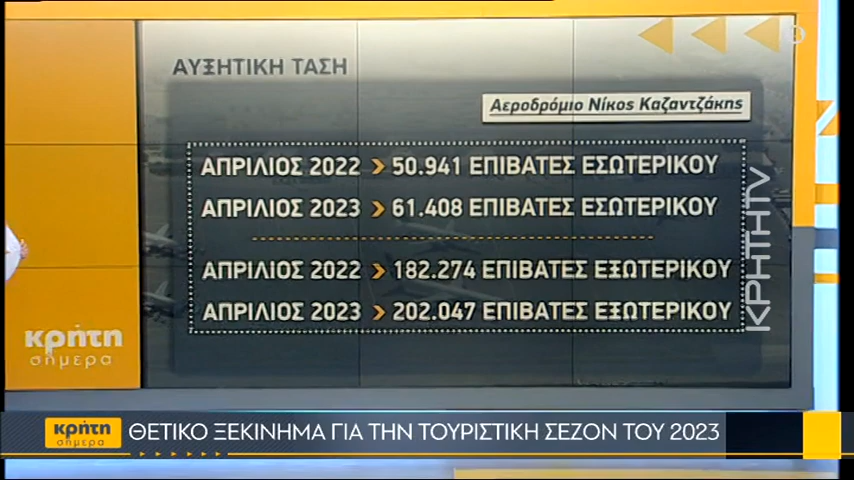 ΑΥΞΗΤΙΚΗ ΤΑΣΗ
Αεροδρόμιο Νίκος Καζαντζάκης
ΑΠΡΙΛΙΟΣ 2022 > 50.941 ΕΠΙΒΑΤΕΣ ΕΣΩΤΕΡΙΚΟΥ
ΑΠΡΙΛΙΟΣ 2023 > 61.408 ΕΠΙΒΑΤΕΣ ΕΣΩΤΕΡΙΚΟΥ
ΑΠΡΙΛΙΟΣ 2022 > 182.274 ΕΠΙΒΑΤΕΣ ΕΞΩΤΕΡΙΚΟΥ
ΑΠΡΙΛΙΟΣ 2023 > 202.047 ΕΠΙΒΑΤΕΣ ΕΞΩΤΕΡΙΚΟΥ
ΚΡΗΤΗTV
κρήτη
σήμερα
κρήτη
σήμερα
ΘΕΤΙΚΟ ΞΕΚΙΝΗΜΑ ΓΙΑ ΤΗΝ ΤΟΥΡΙΣΤΙΚΗ ΣΕΖΟΝ ΤΟΥ 2023